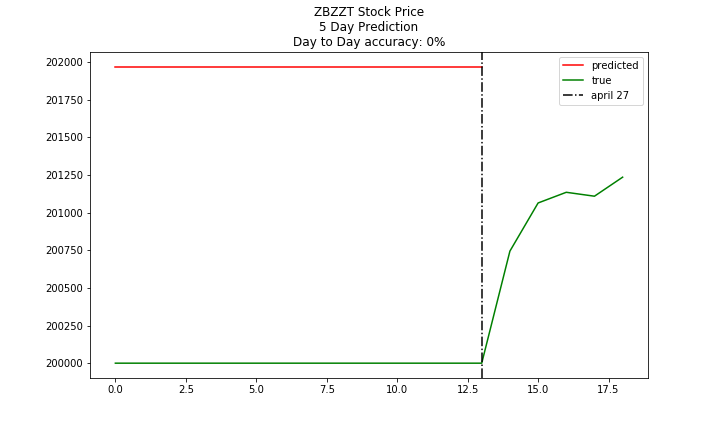 ZBZZT Stock Price
5 Day Prediction
Day to Day accuracy: 0%
202000
201750
201500
201250
201000
200750
200500
200250
200000
0.0 2.5 5.0 7.5 10.0 12.5 15.0 17.5
predicted
true
april 27